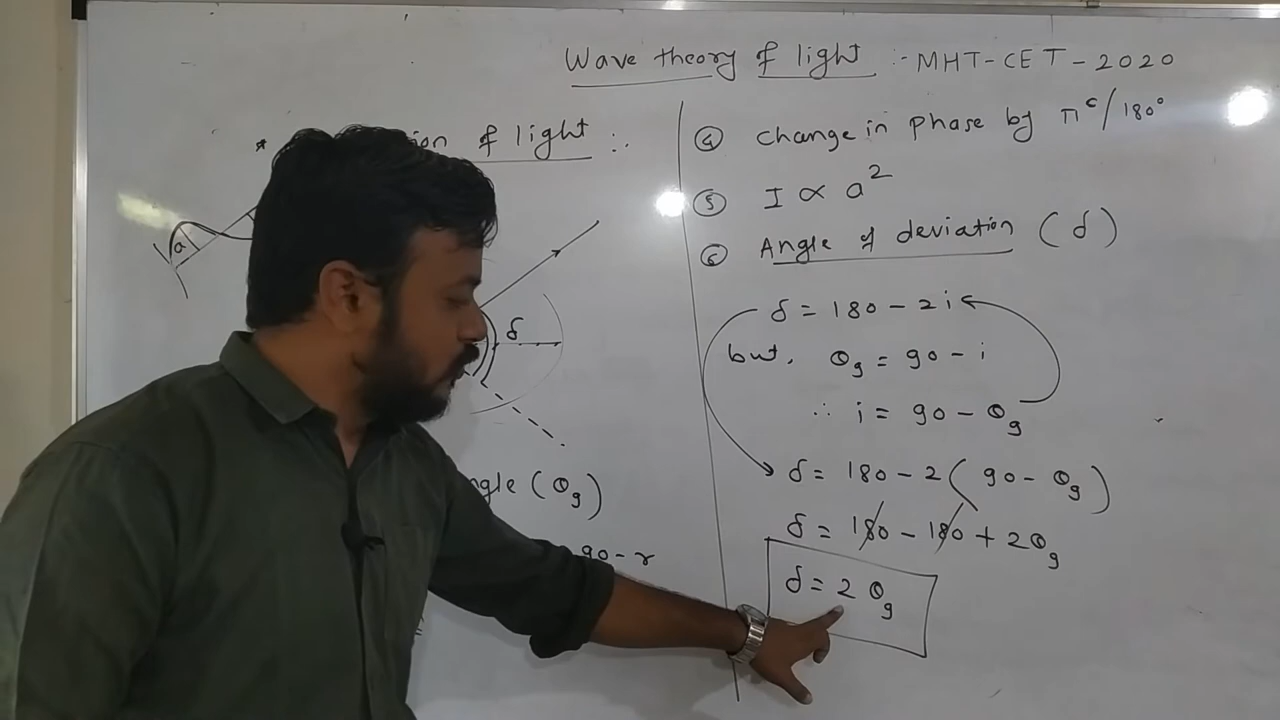 Wave theory of light :- MHT-CET-2020
of light :.
a
δ
(θg)
90-r
④ change in phase by πᶜ/180°
⑤ I ∝ a²
⑥ Angle of deviation (δ)
δ = 180 - 2i
but, θg = 90 - i
∴ i = 90 - θg
δ = 180 - 2(90 - θg)
δ = 180 - 180 + 2θg
δ = 2θg